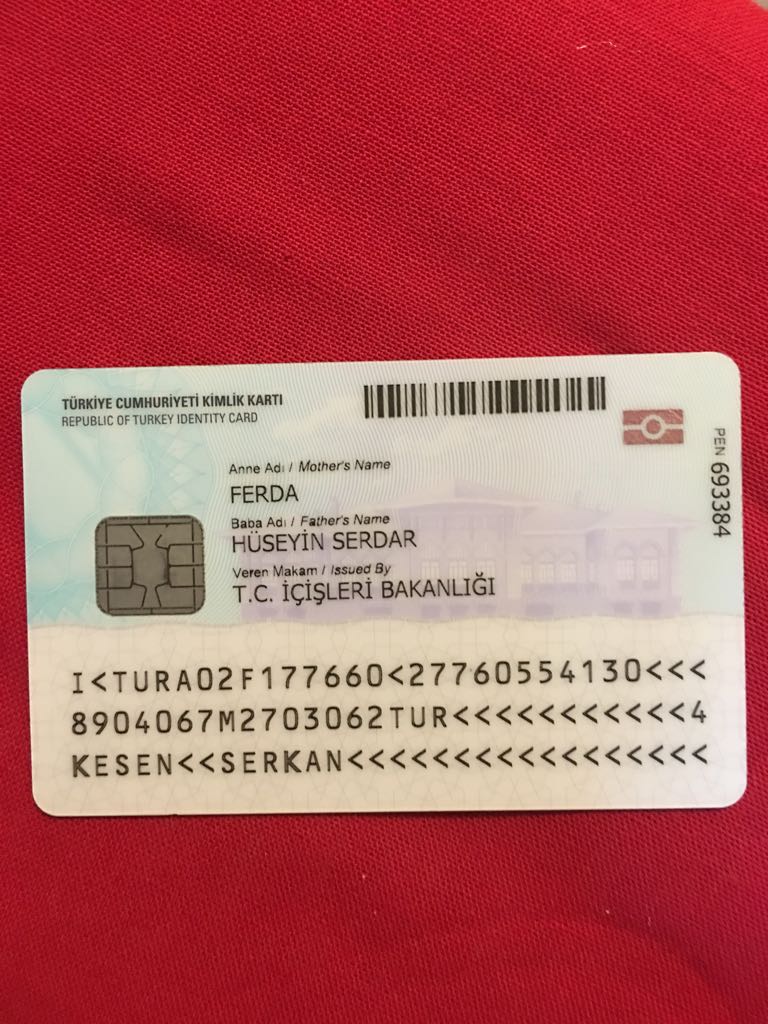 TÜRKİYE CUMHURİYETİ KİMLİK KARTI
REPUBLIC OF TURKEY IDENTITY CARD
Anne Adı / Mother's Name
FERDA
Baba Adı / Father's Name
HÜSEYİN SERDAR
Veren Makam / Issued By
T.C. İÇİŞLERİ BAKANLIĞI
PEN 693384
I<TURA02F177660<27760554130<<<
8904067M2703062TUR<<<<<<<<<<<4
KESEN<<SERKAN<<<<<<<<<<<<<<<<<